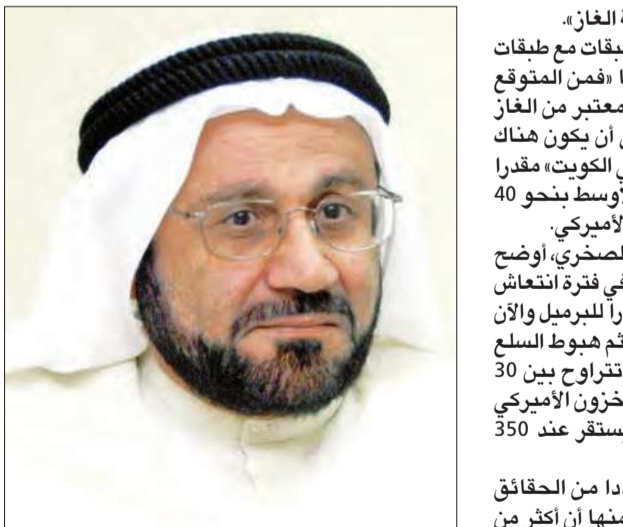 ة الغاز».
بقات مع طبقات
ا «فمن المتوقع
معتبر من الغاز
أن يكون هناك
ي الكويت» مقدرا
لأوسط بنحو 40
لأميركي.
لصخري، أوضح
في فترة انتعاش
را للبرميل والآن
ثم هبوط السلع
تتراوح بين 30
خزون الأميركي
يستقر عند 350
ددا من الحقائق
منها أن أكثر من